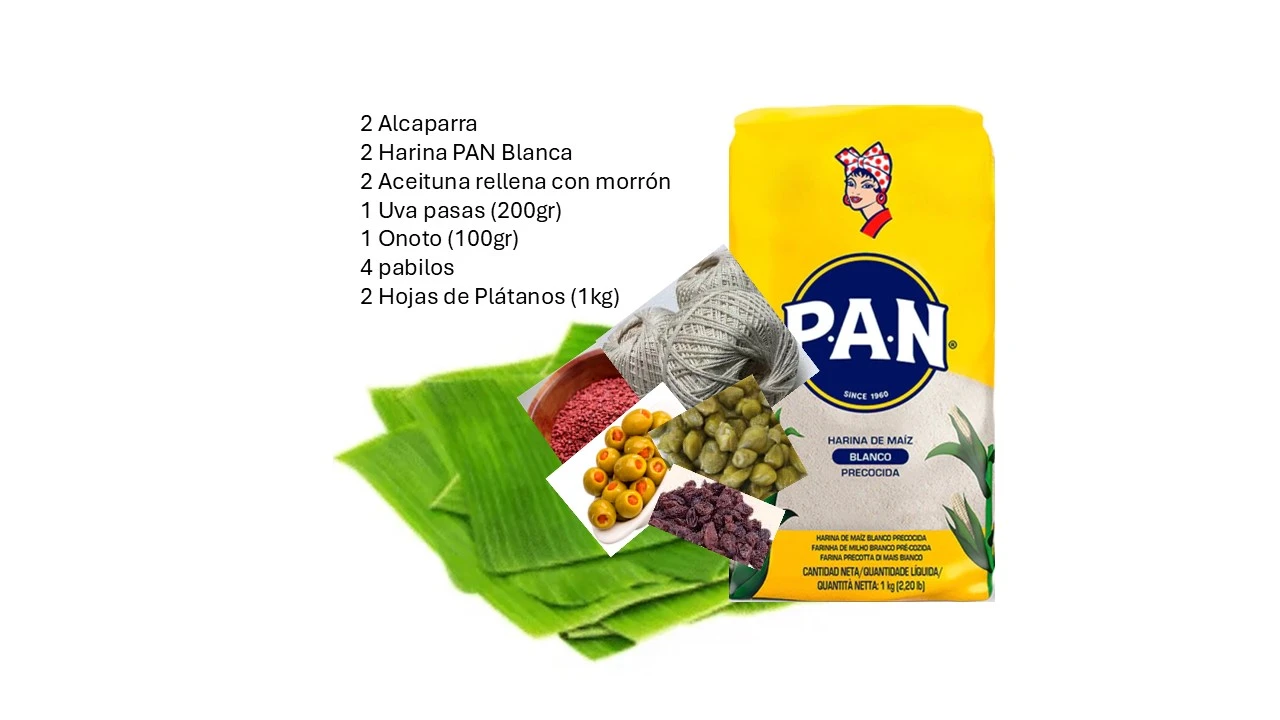 2 Alcaparra
2 Harina PAN Blanca
2 Aceituna rellena con morrón
1 Uva pasas (200gr)
1 Onoto (100gr)
4 pabilos
2 Hojas de Plátanos (1kg)
P.A.N®
SINCE 1960
HARINA DE MAÍZ
BLANCO
PRECOCIDA
HARINA DE MAÍZ BLANCO PRECOCIDA
FARINHA DE MILHO BRANCO PRÉ-COZIDA
FARINA PRECOTTA DI MAIS BIANCO
CANTIDAD NETA/QUANTIDADE LÍQUIDA/
QUANTITÀ NETTA: 1 kg (2,20 lb)